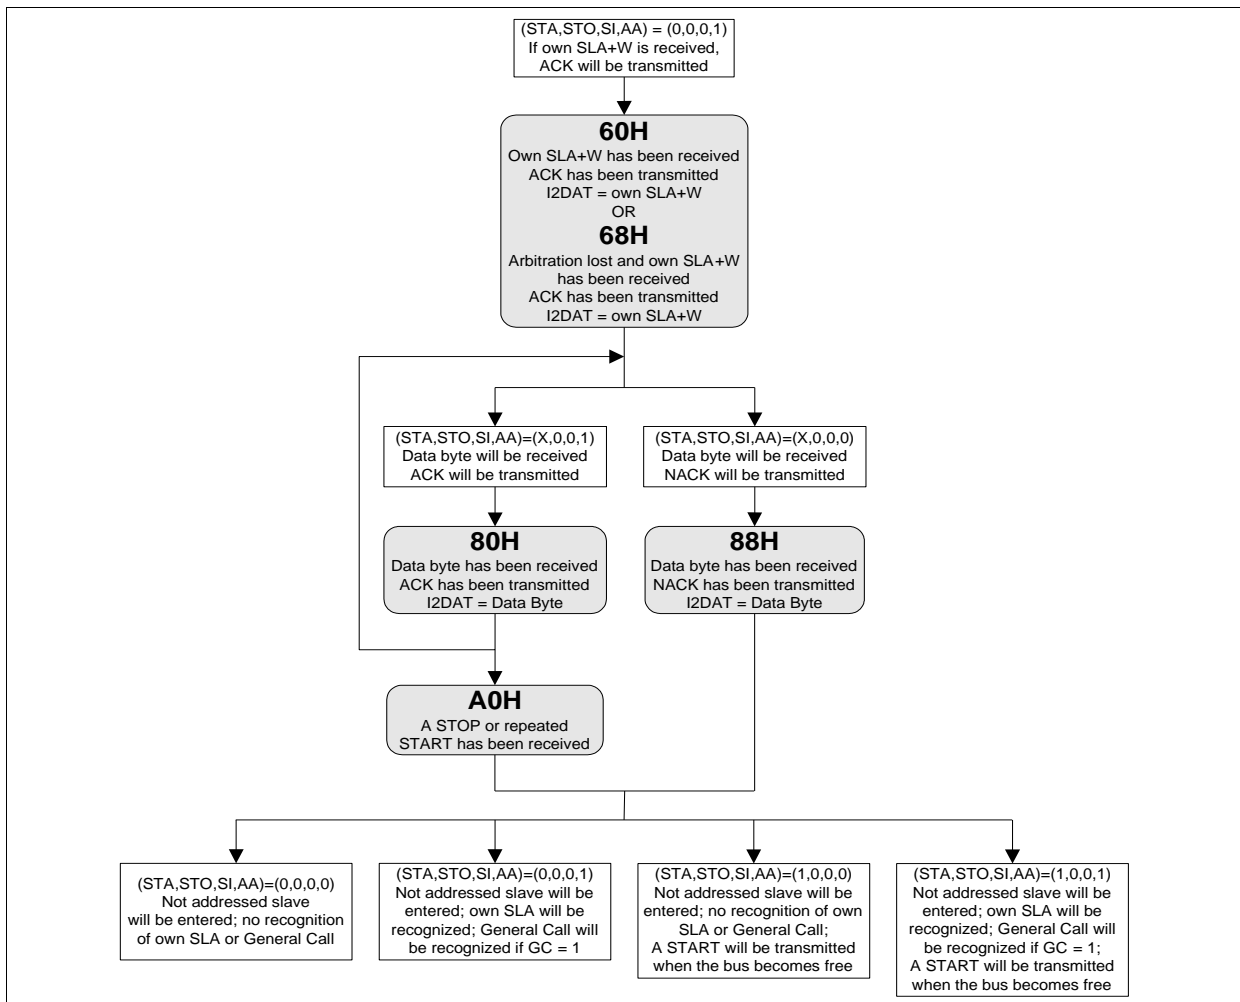 (STA,STO,SI,AA) = (0,0,0,1)
If own SLA+W is received,
ACK will be transmitted
60H
Own SLA+W has been received
ACK has been transmitted
I2DAT = own SLA+W
OR
68H
Arbitration lost and own SLA+W
has been received
ACK has been transmitted
I2DAT = own SLA+W
(STA,STO,SI,AA)=(X,0,0,1)
Data byte will be received
ACK will be transmitted
(STA,STO,SI,AA)=(X,0,0,0)
Data byte will be received
NACK will be transmitted
80H
Data byte has been received
ACK has been transmitted
I2DAT = Data Byte
88H
Data byte has been received
NACK has been transmitted
I2DAT = Data Byte
A0H
A STOP or repeated
START has been received
(STA,STO,SI,AA)=(0,0,0,0)
Not addressed slave
will be entered; no recognition
of own SLA or General Call
(STA,STO,SI,AA)=(0,0,0,1)
Not addressed slave will be
entered; own SLA will be
recognized; General Call will
be recognized if GC = 1
(STA,STO,SI,AA)=(1,0,0,0)
Not addressed slave will be
entered; no recognition of own
SLA or General Call;
A START will be transmitted
when the bus becomes free
(STA,STO,SI,AA)=(1,0,0,1)
Not addressed slave will be
entered; own SLA will be
recognized; General Call will
be recognized if GC = 1;
A START will be transmitted
when the bus becomes free